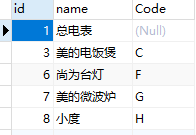 id name Code
1 总电表 (Null)
3 美的电饭煲 C
6 尚为台灯 F
7 美的微波炉 G
8 小度 H